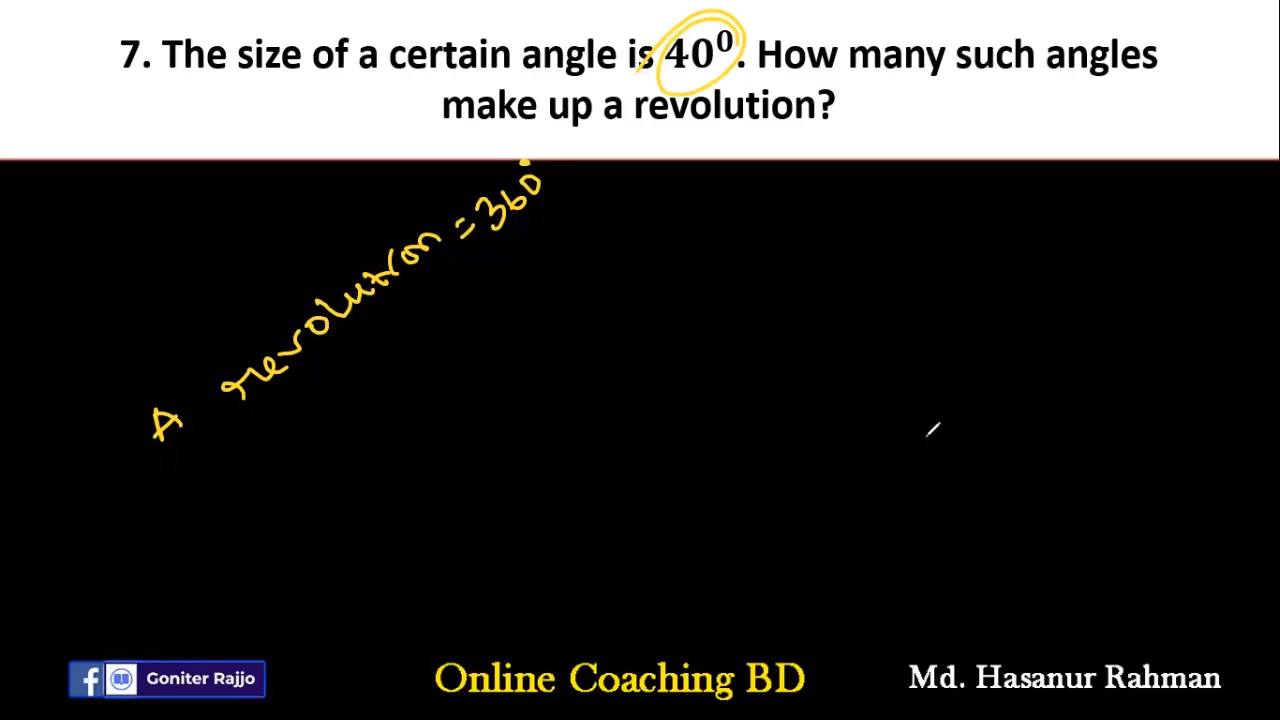 7. The size of a certain angle is 40⁰. How many such angles
make up a revolution?
A revolution = 360°
Goniter Rajjo
Online Coaching BD
Md. Hasanur Rahman